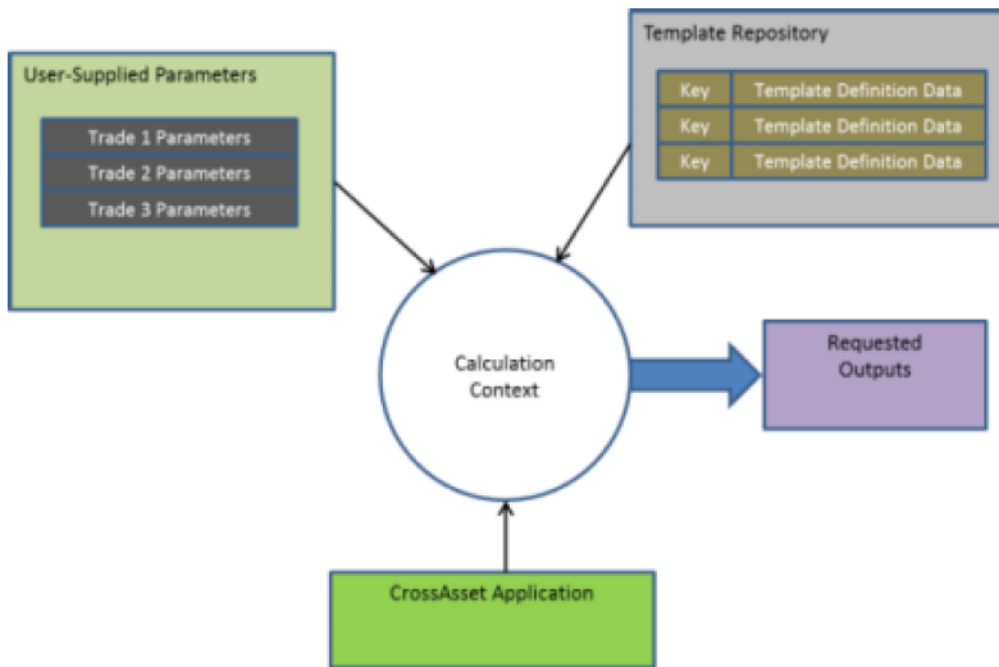 User-Supplied Parameters
Trade 1 Parameters
Trade 2 Parameters
Trade 3 Parameters
Template Repository
Key Template Definition Data
Key Template Definition Data
Key Template Definition Data
Calculation
Context
Requested
Outputs
CrossAsset Application